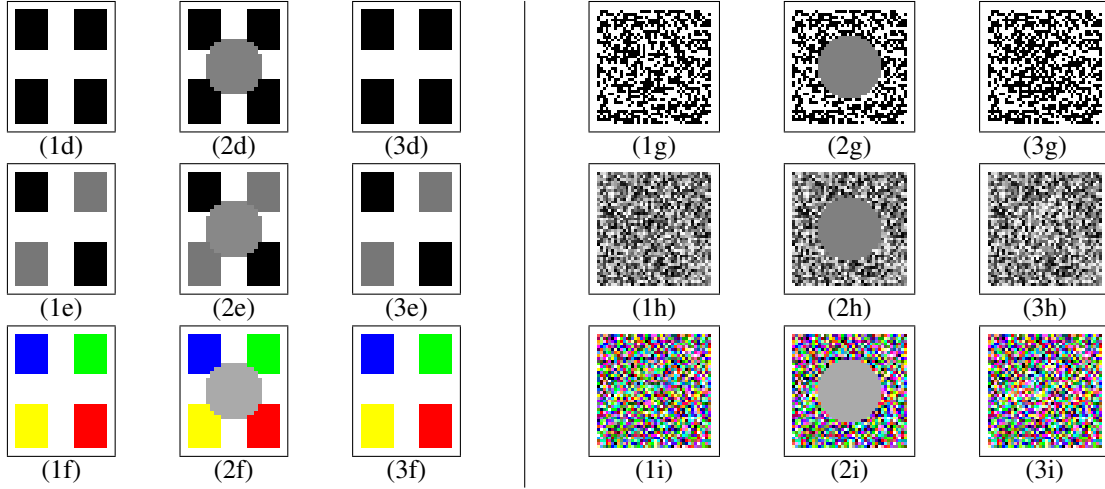 (1d) (2d) (3d) (1g) (2g) (3g)
(1e) (2e) (3e) (1h) (2h) (3h)
(1f) (2f) (3f) (1i) (2i) (3i)